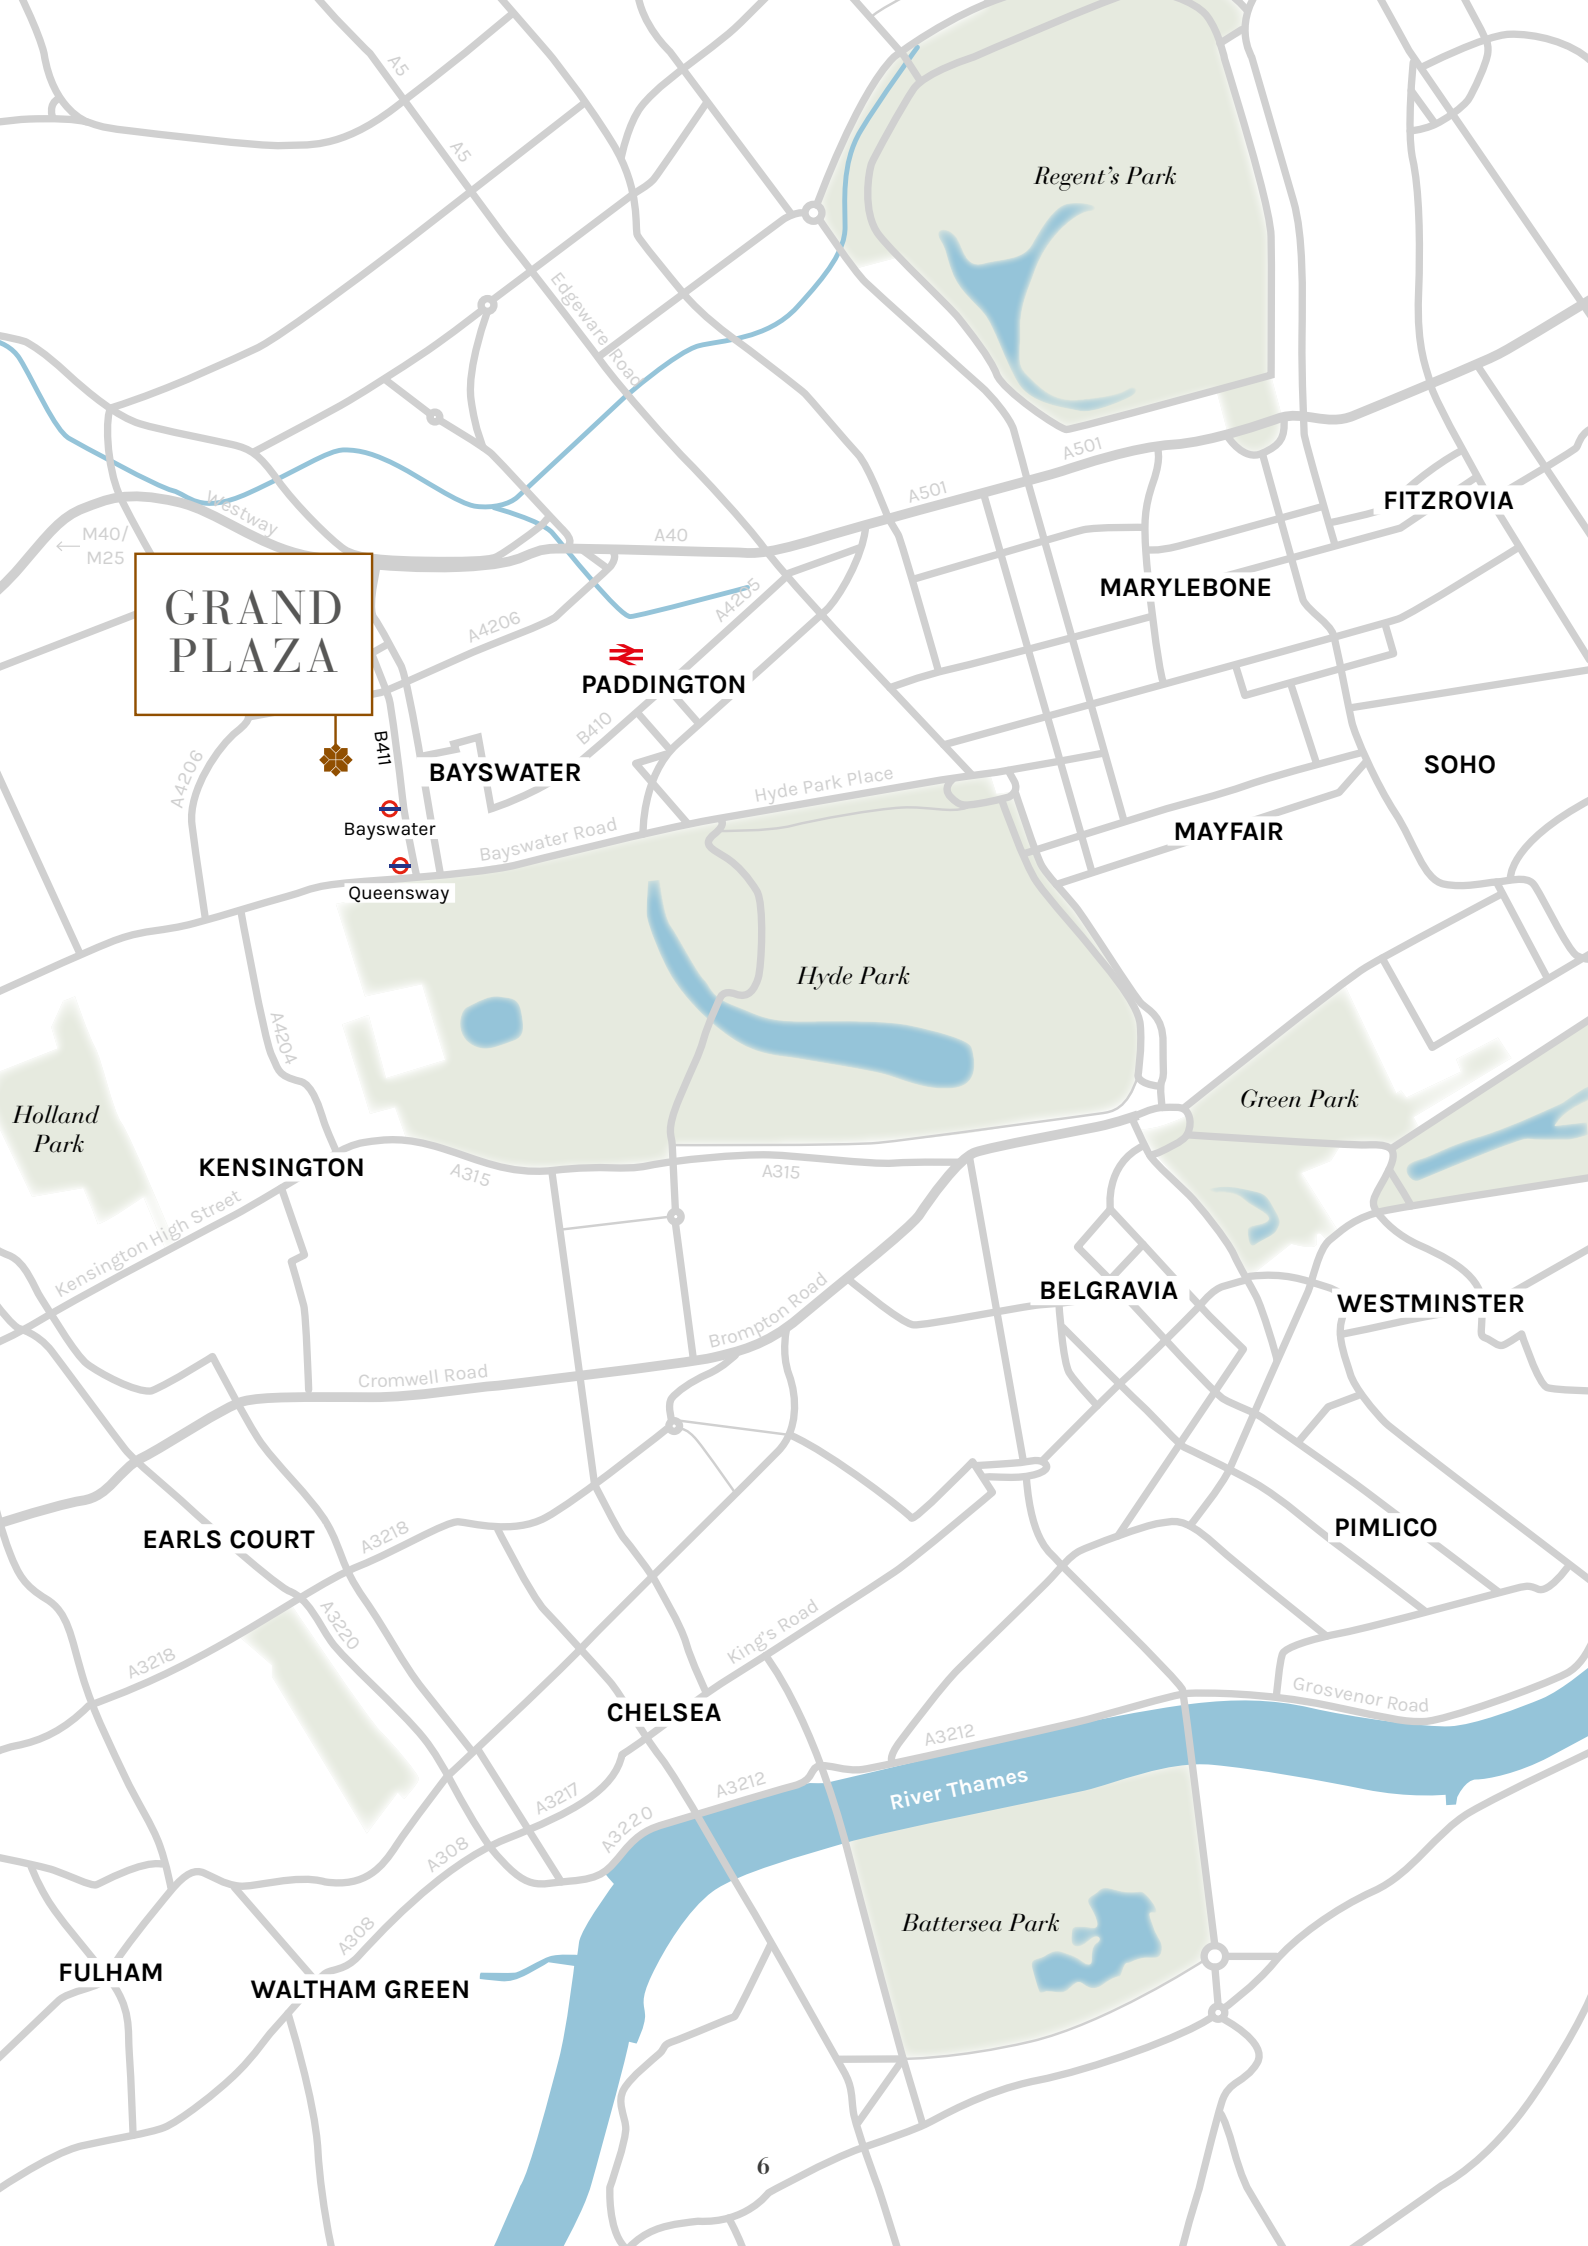 A5
A5
Regent's Park
Edgeware Road
A501
A501
FITZROVIA
Westway
M40/
M25
A40
MARYLEBONE
GRAND
PLAZA
A4205
A4206
PADDINGTON
B410
B411
A4206
BAYSWATER
SOHO
Hyde Park Place
Bayswater
Bayswater Road
MAYFAIR
Queensway
Hyde Park
A4204
Green Park
Holland
Park
KENSINGTON
A315
A315
Kensington High Street
BELGRAVIA
WESTMINSTER
Brompton Road
Cromwell Road
EARLS COURT
A3218
PIMLICO
A3220
King's Road
A3218
CHELSEA
Grosvenor Road
A3212
River Thames
A3212
A3217
A3220
A308
Battersea Park
A308
FULHAM
WALTHAM GREEN
6